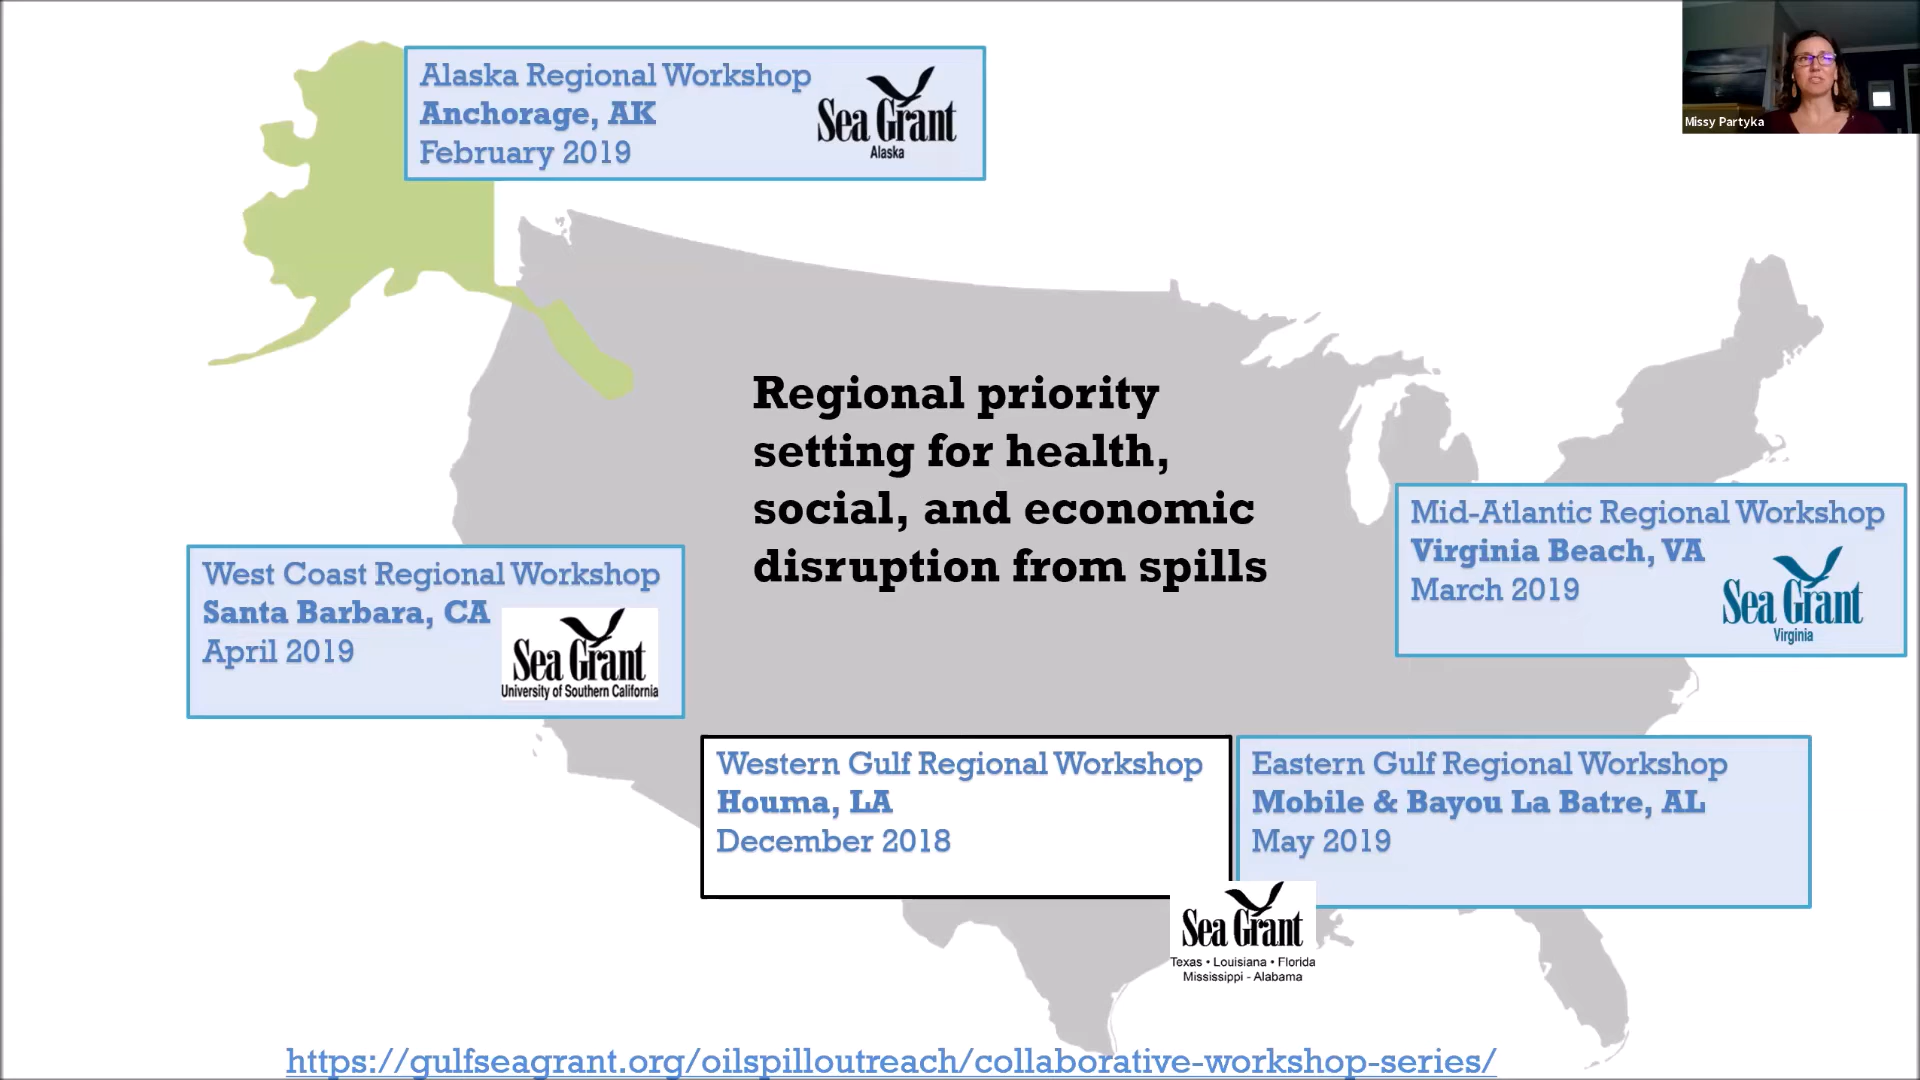 Alaska Regional Workshop
Anchorage, AK
February 2019
Sea Grant
Alaska
Missy Partyka
Regional priority
setting for health,
social, and economic
disruption from spills
Mid-Atlantic Regional Workshop
Virginia Beach, VA
March 2019
Sea Grant
Virginia
West Coast Regional Workshop
Santa Barbara, CA
April 2019
Sea Grant
University of Southern California
Western Gulf Regional Workshop
Houma, LA
December 2018
Eastern Gulf Regional Workshop
Mobile & Bayou La Batre, AL
May 2019
Sea Grant
Texas • Louisiana • Florida
Mississippi - Alabama
https://gulfseagrant.org/oilspilloutreach/collaborative-workshop-series/